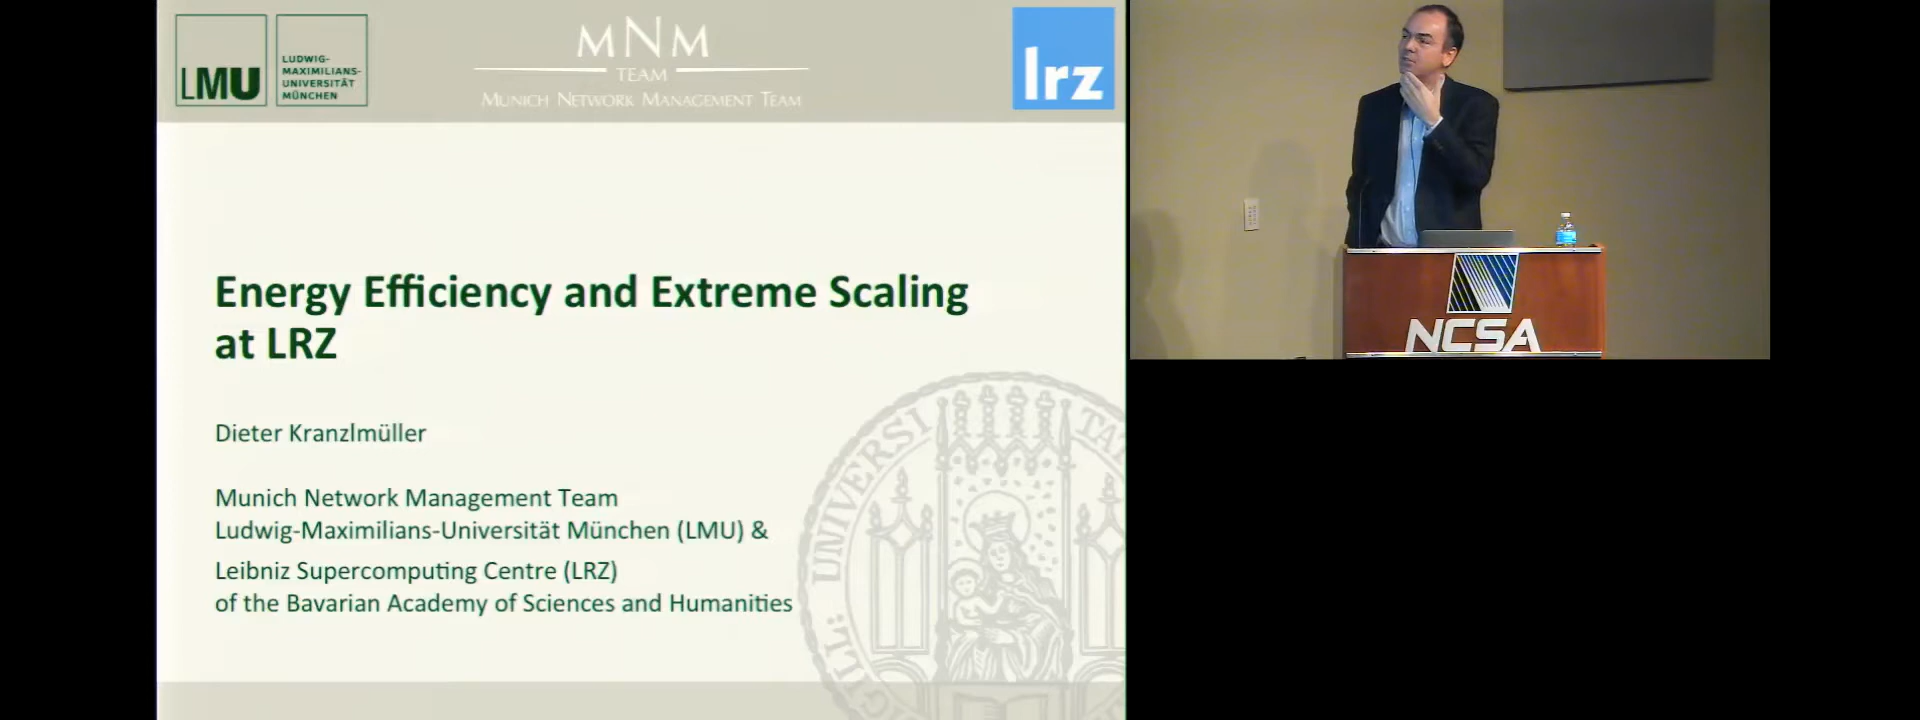 LMU
LUDWIG-
MAXIMILIANS-
UNIVERSITÄT
MÜNCHEN
MNM
TEAM
MUNICH NETWORK MANAGEMENT TEAM
lrz
Energy Efficiency and Extreme Scaling
at LRZ
Dieter Kranzlmüller
Munich Network Management Team
Ludwig-Maximilians-Universität München (LMU) &
Leibniz Supercomputing Centre (LRZ)
of the Bavarian Academy of Sciences and Humanities
NCSA